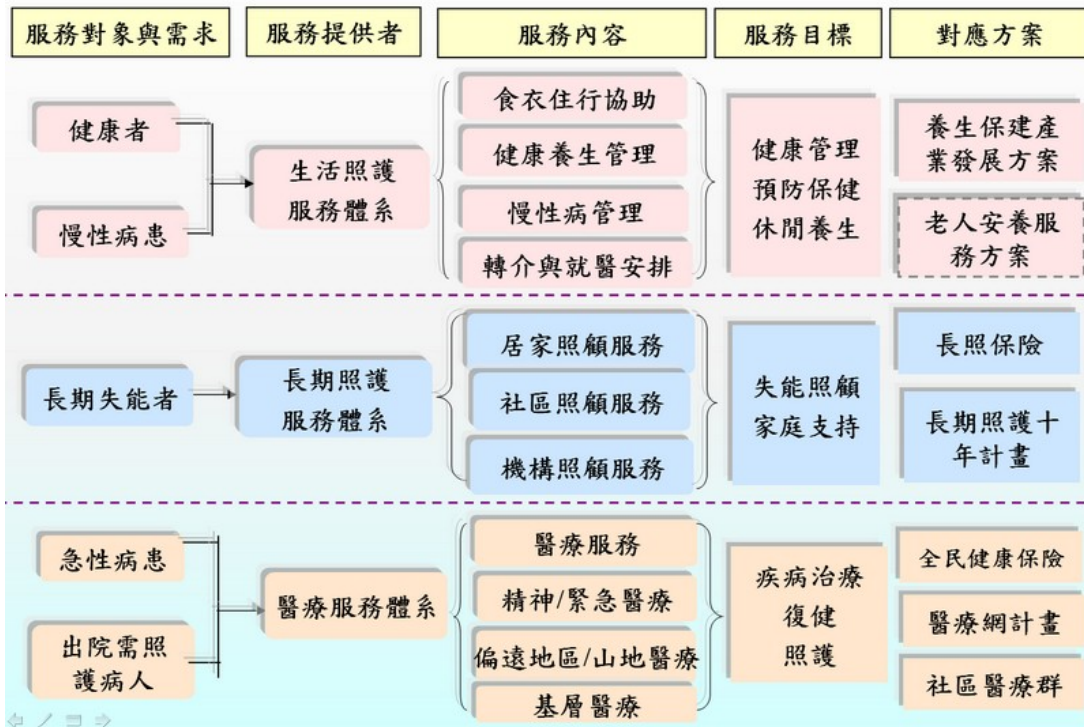 服務對象與需求
服務提供者
服務內容
服務目標
對應方案
健康者
慢性病患
生活照護
服務體系
食衣住行協助
健康養生管理
慢性病管理
轉介與就醫安排
健康管理
預防保健
休閒養生
養生保建產
業發展方案
老人安養服
務方案
長期失能者
長期照護
服務體系
居家照顧服務
社區照顧服務
機構照顧服務
失能照顧
家庭支持
長照保險
長期照護十
年計畫
急性病患
出院需照
護病人
醫療服務體系
醫療服務
精神/緊急醫療
偏遠地區/山地醫療
基層醫療
疾病治療
復健
照護
全民健康保險
醫療網計畫
社區醫療群